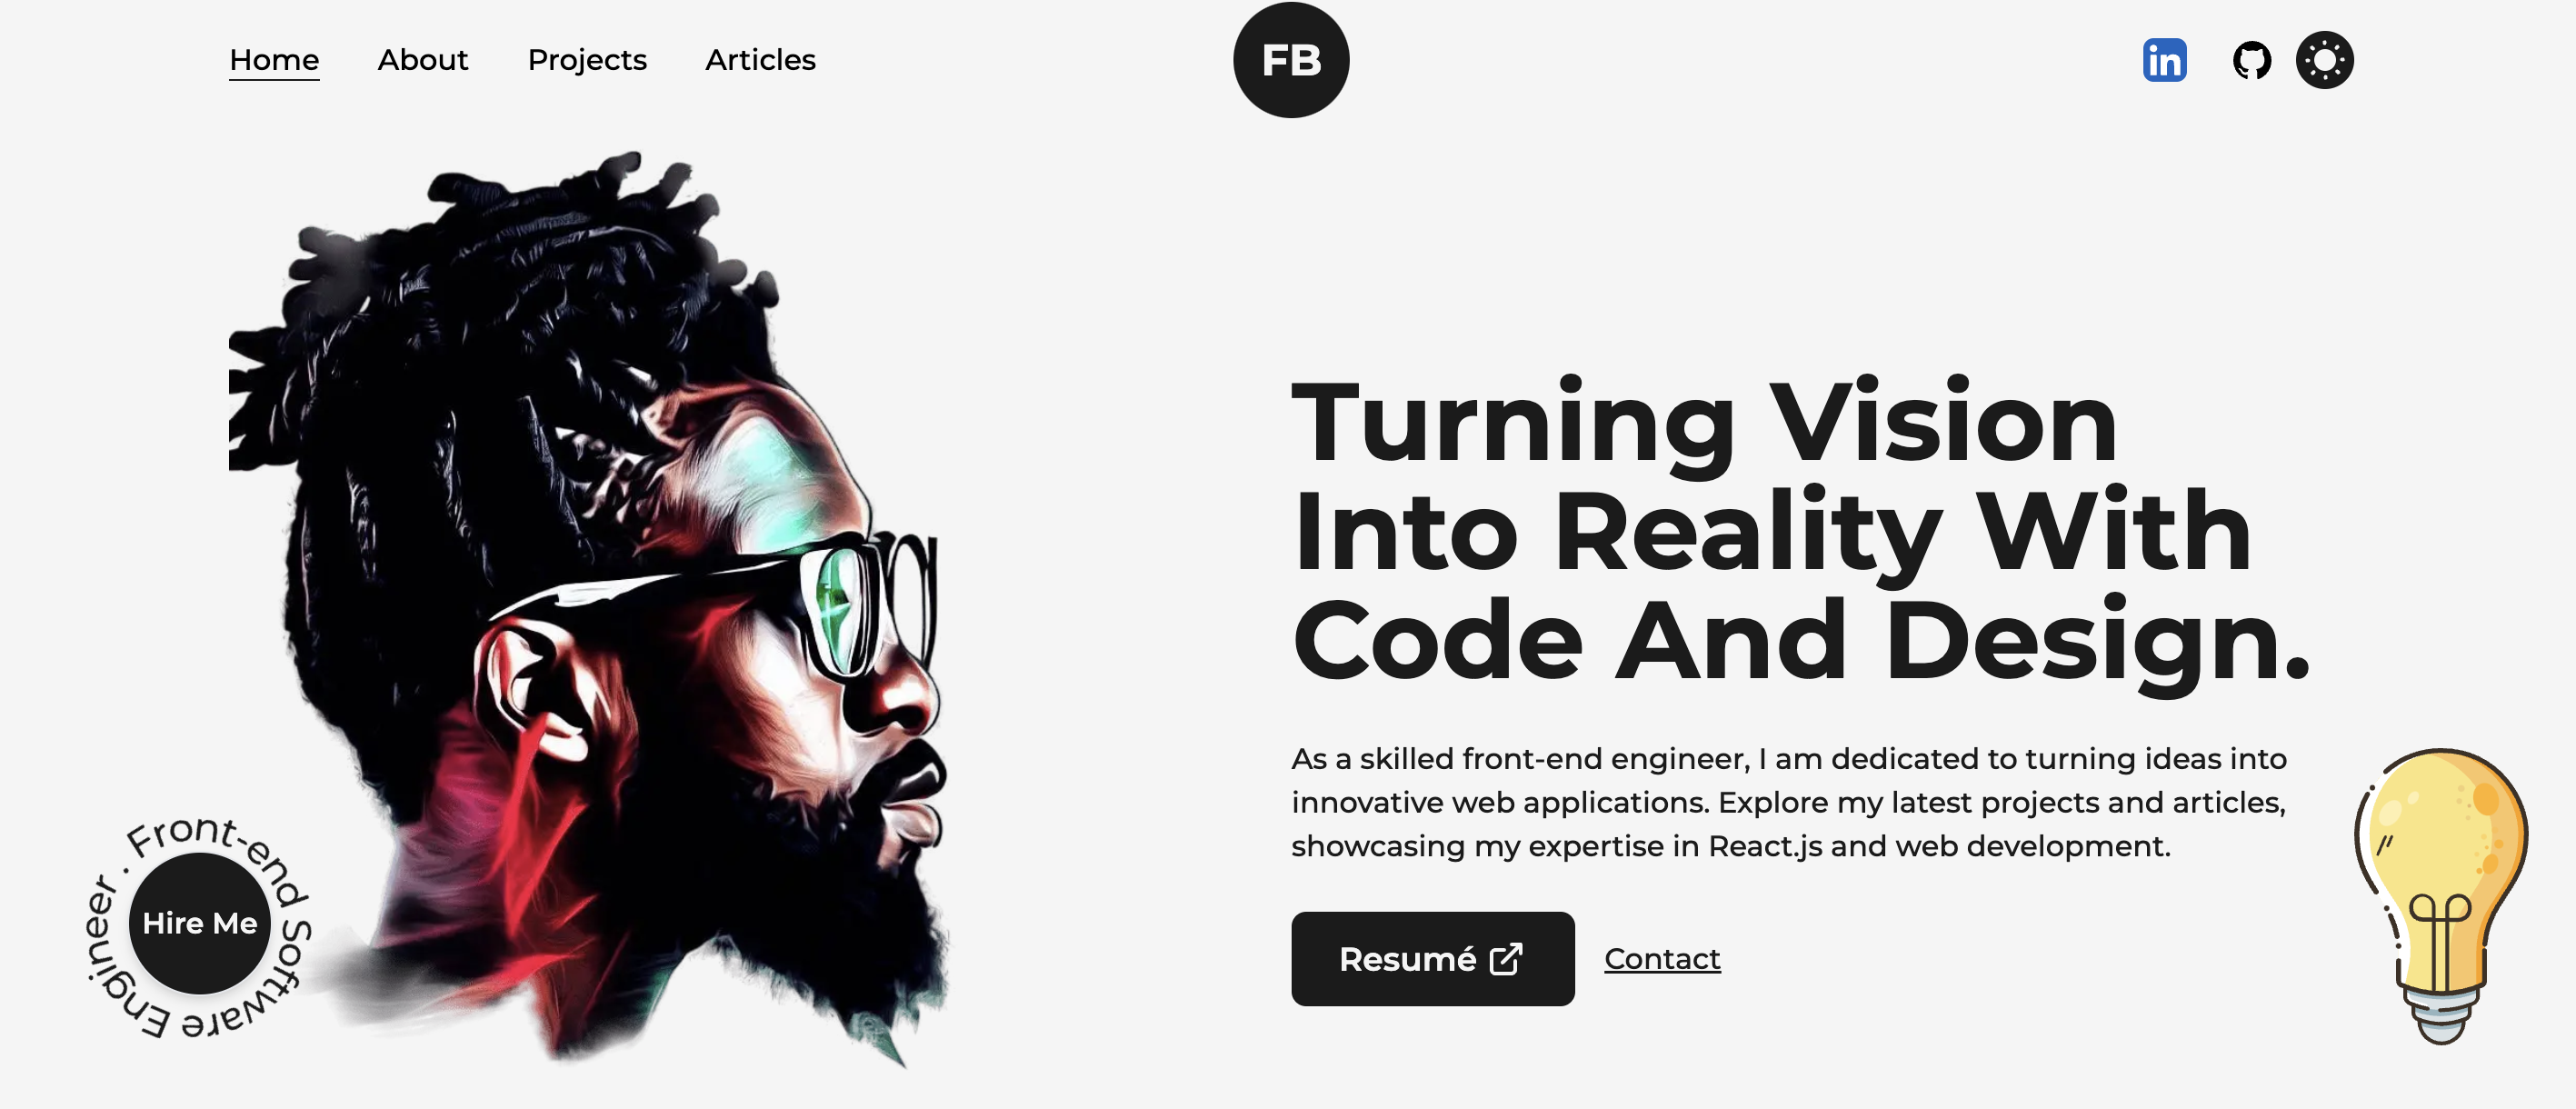 Home
About
Projects
Articles
FB
in
Turning Vision
Into Reality With
Code And Design.
As a skilled front-end engineer, I am dedicated to turning ideas into
innovative web applications. Explore my latest projects and articles,
showcasing my expertise in React.js and web development.
Resumé
Contact
Front-end Software Engineer .
Hire Me